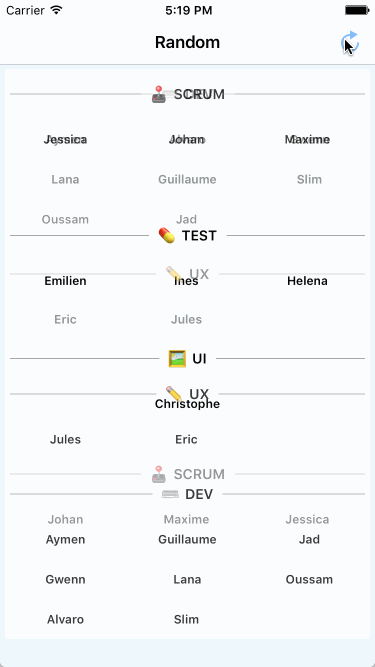 Carrier 5:19 PM
Random
SCRUM
Jessica Johan Maxime
Lana Guillaume Slim
Oussam Jad
TEST
UX
Emilien Ines Helena
Eric Jules
UI
UX
Christophe
Jules Eric
SCRUM
DEV
Johan Maxime Jessica
Aymen Guillaume Jad
Gwenn Lana Oussam
Alvaro Slim